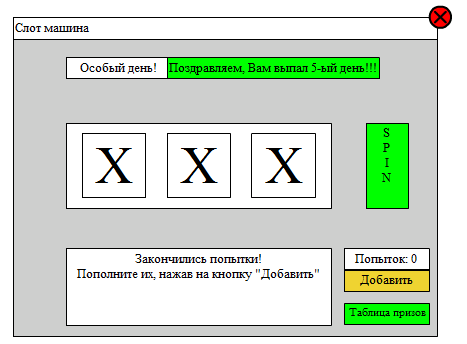 Слот машина
Особый день! Поздравляем, Вам выпал 5-ый день!!!
X X X
S
P
I
N
Закончились попытки!
Пополните их, нажав на кнопку "Добавить"
Попыток: 0
Добавить
Таблица призов